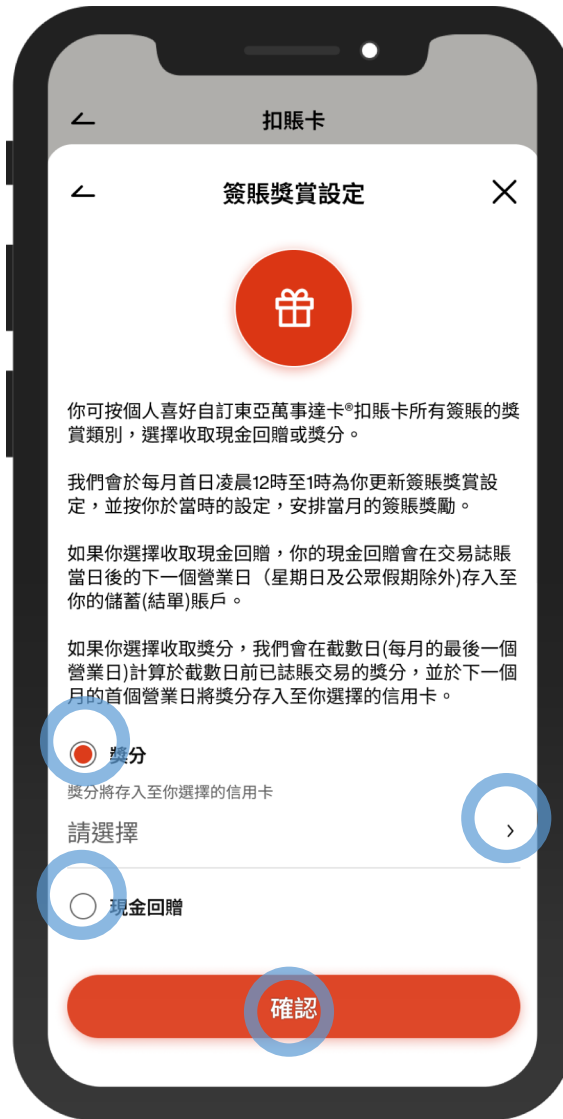 扣賬卡
簽賬獎賞設定
你可按個人喜好自訂東亞萬事達卡®扣賬卡所有簽賬的獎
賞類別，選擇收取現金回贈或獎分。
我們會於每月首日凌晨12時至1時為你更新簽賬獎賞設
定，並按你於當時的設定，安排當月的簽賬獎勵。
如果你選擇收取現金回贈，你的現金回贈會在交易誌賬
當日後的下一個營業日（星期日及公眾假期除外)存入至
你的儲蓄(結單)賬戶。
如果你選擇收取獎分，我們會在截數日(每月的最後一個
營業日)計算於截數日前已誌賬交易的獎分，並於下一個
月的首個營業日將獎分存入至你選擇的信用卡。
獎分
獎分將存入至你選擇的信用卡
請選擇
現金回贈
確認